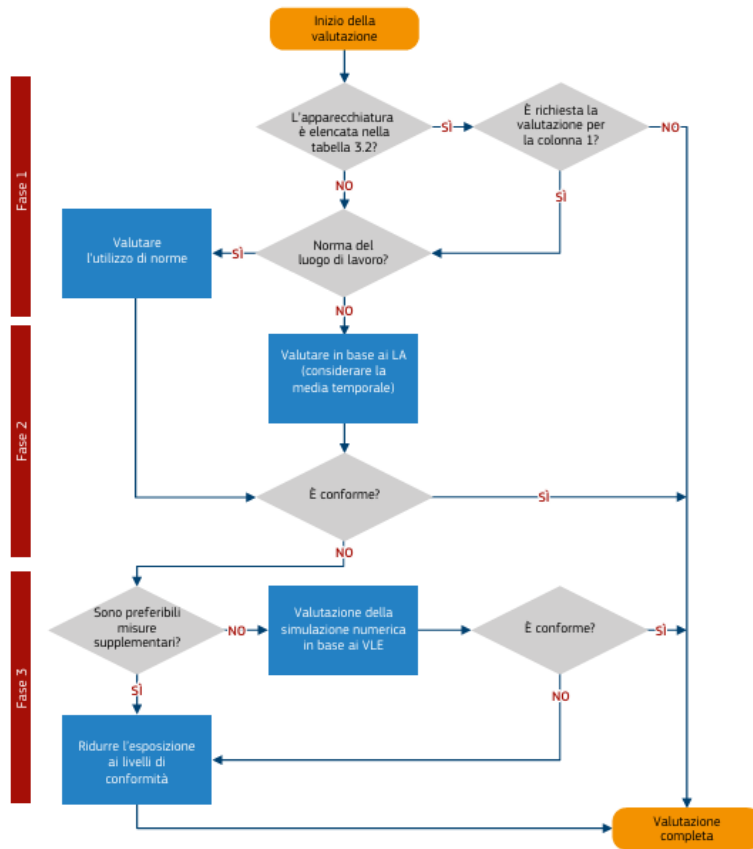 Inizio della
valutazione
Fase 1
L'apparecchiatura
è elencata nella
tabella 3.2?
SÌ
È richiesta la
valutazione per
la colonna 1?
NO
NO
SÌ
Valutare
l'utilizzo di norme
SÌ
Norma del
luogo di lavoro?
NO
Fase 2
Valutare in base ai LA
(considerare la
media temporale)
È conforme?
SÌ
NO
Fase 3
Sono preferibili
misure
supplementari?
NO
Valutazione della
simulazione numerica
in base ai VLE
È conforme?
SÌ
SÌ
NO
Ridurre l'esposizione
ai livelli di
conformità
Valutazione
completa